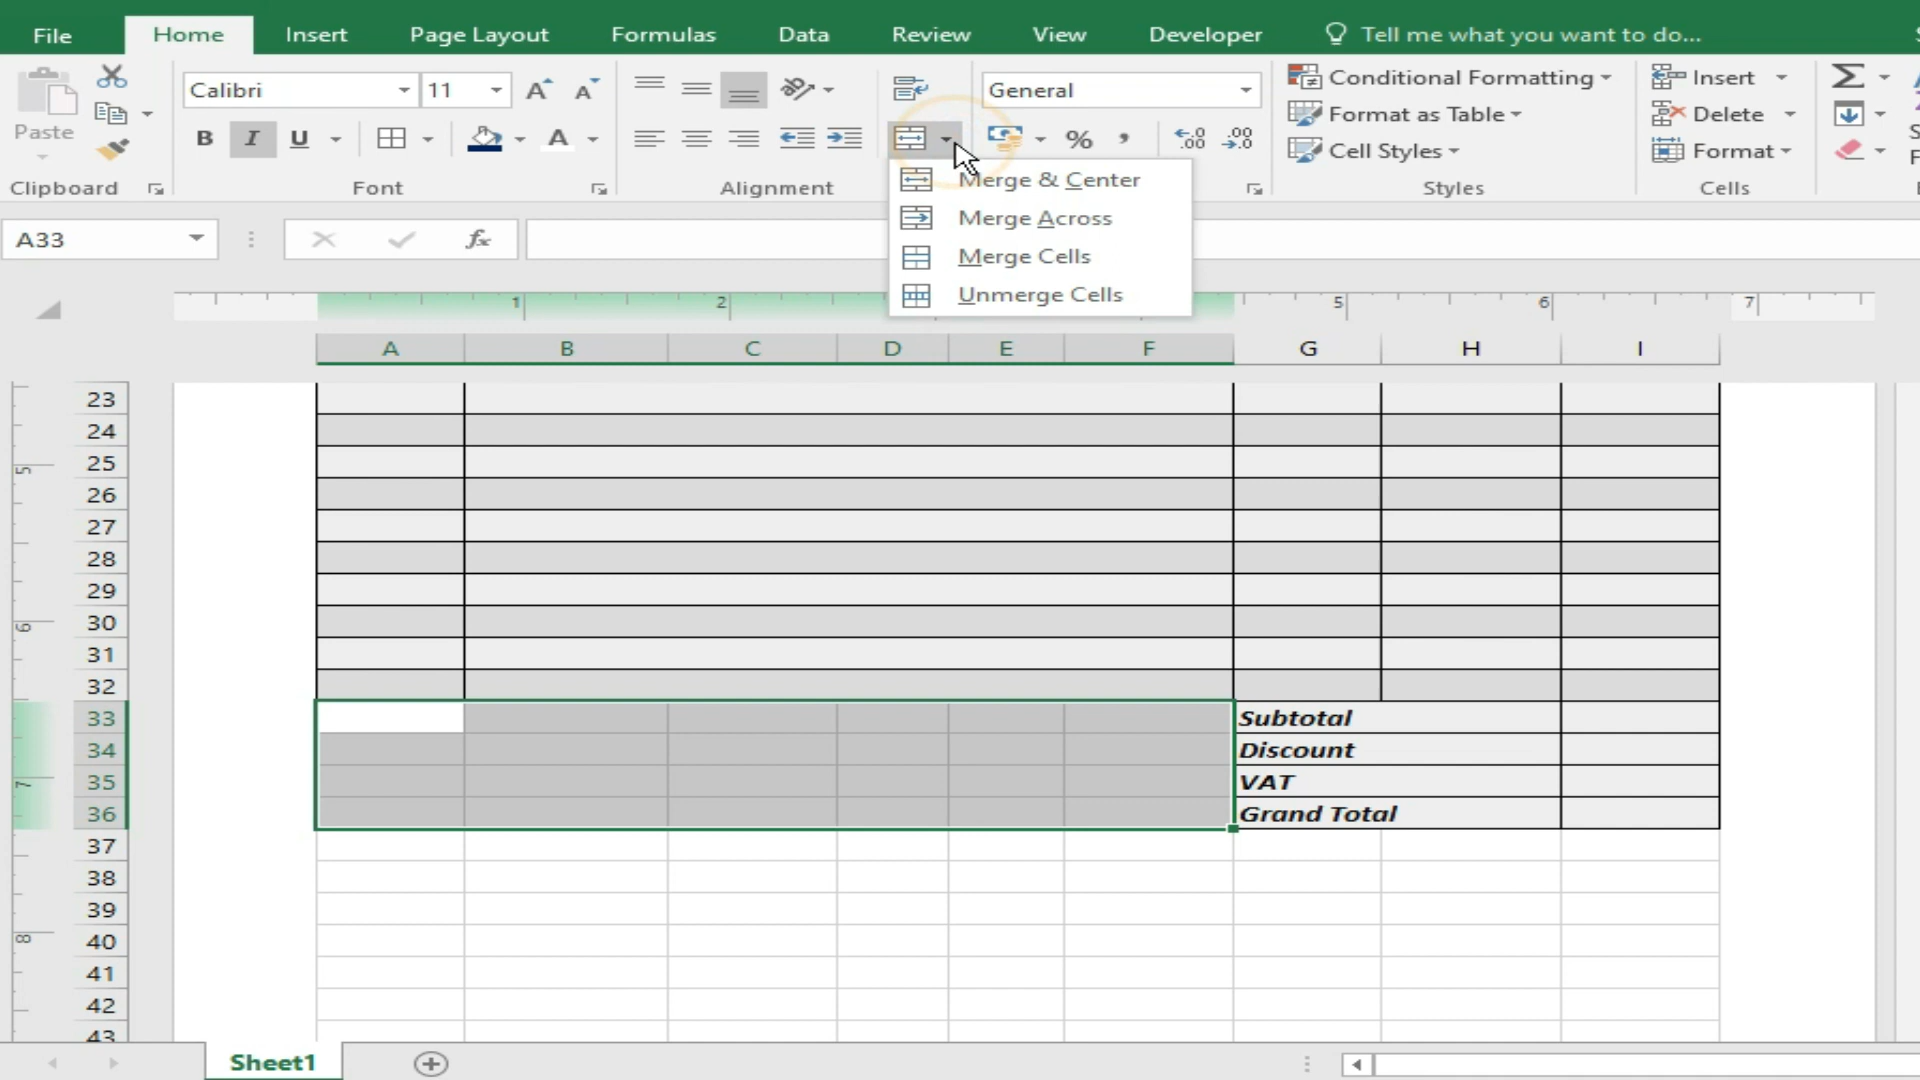 File Home Insert Page Layout Formulas Data Review View Developer Tell me what you want to do...
Calibri 11 General Conditional Formatting Insert
Paste Format as Table Delete
B I U A % , Cell Styles Format
Clipboard Font Alignment Styles Cells
Merge & Center
Merge Across
Merge Cells
Unmerge Cells
A33 fx
1 2 5 6 7
A B C D E F G H I
23
24
25
26
27
28
29
30
31
32
33 Subtotal
34 Discount
35 VAT
36 Grand Total
37
38
39
40
41
42
43
5
6
7
8
Sheet1